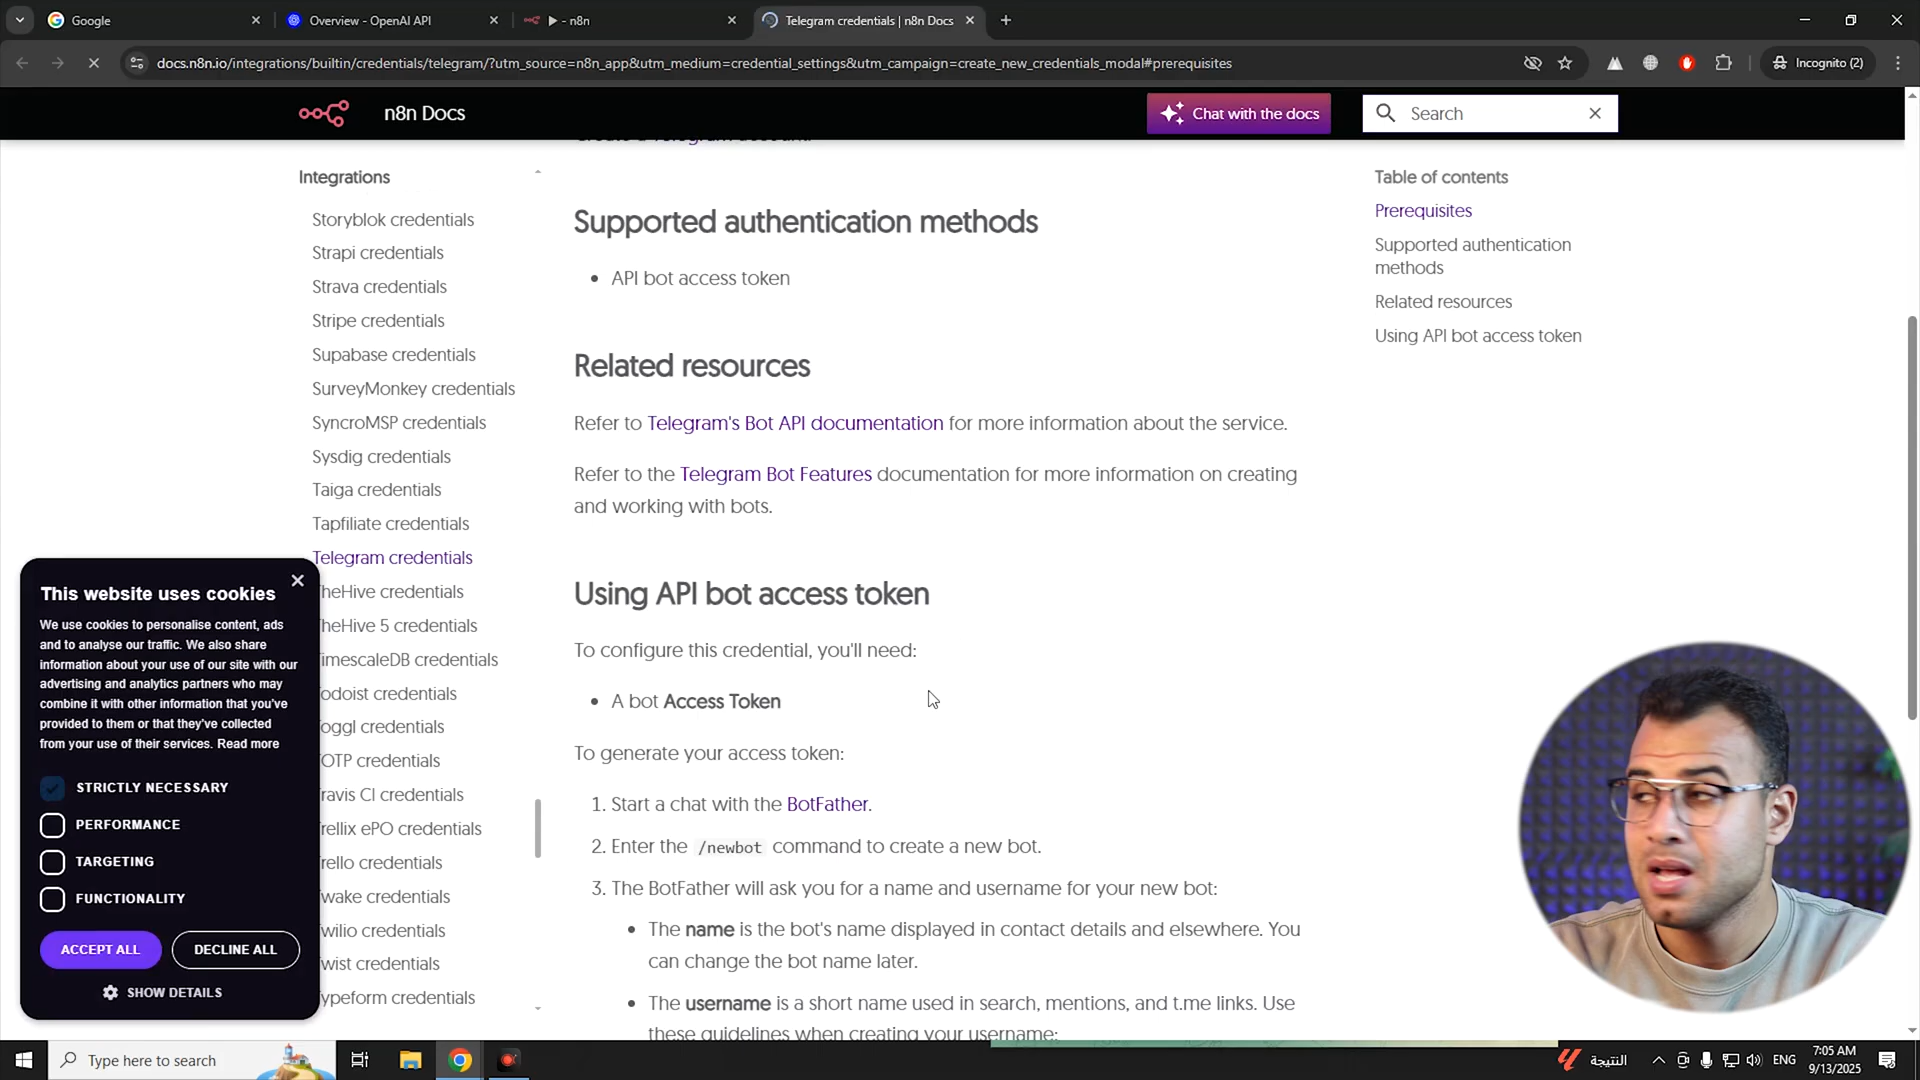 Google
Overview - OpenAI API
▶ - n8n
Telegram credentials | n8n Docs
docs.n8n.io/integrations/builtin/credentials/telegram/?utm_source=n8n_app&utm_medium=credential_settings&utm_campaign=create_new_credentials_modal#prerequisites
Incognito (2)
n8n Docs
Chat with the docs
Search
Create a Telegram account.
Integrations
Storyblok credentials
Strapi credentials
Strava credentials
Stripe credentials
Supabase credentials
SurveyMonkey credentials
SyncroMSP credentials
Sysdig credentials
Taiga credentials
Tapfiliate credentials
Telegram credentials
TheHive credentials
TheHive 5 credentials
TimescaleDB credentials
odoist credentials
oggl credentials
OTP credentials
ravis CI credentials
rellix ePO credentials
rello credentials
wake credentials
wilio credentials
wist credentials
ypeform credentials
Supported authentication methods
API bot access token
Related resources
Refer to Telegram's Bot API documentation for more information about the service.
Refer to the Telegram Bot Features documentation for more information on creating
and working with bots.
Using API bot access token
To configure this credential, you'll need:
A bot Access Token
To generate your access token:
1. Start a chat with the BotFather.
2. Enter the /newbot command to create a new bot.
3. The BotFather will ask you for a name and username for your new bot:
The name is the bot's name displayed in contact details and elsewhere. You
can change the bot name later.
The username is a short name used in search, mentions, and t.me links. Use
these guidelines when creating your username:
Table of contents
Prerequisites
Supported authentication
methods
Related resources
Using API bot access token
This website uses cookies
We use cookies to personalise content, ads
and to analyse our traffic. We also share
information about your use of our site with our
advertising and analytics partners who may
combine it with other information that you've
provided to them or that they've collected
from your use of their services. Read more
STRICTLY NECESSARY
PERFORMANCE
TARGETING
FUNCTIONALITY
ACCEPT ALL
DECLINE ALL
SHOW DETAILS
Type here to search
النتيجة
ENG
7:05 AM
9/13/2025